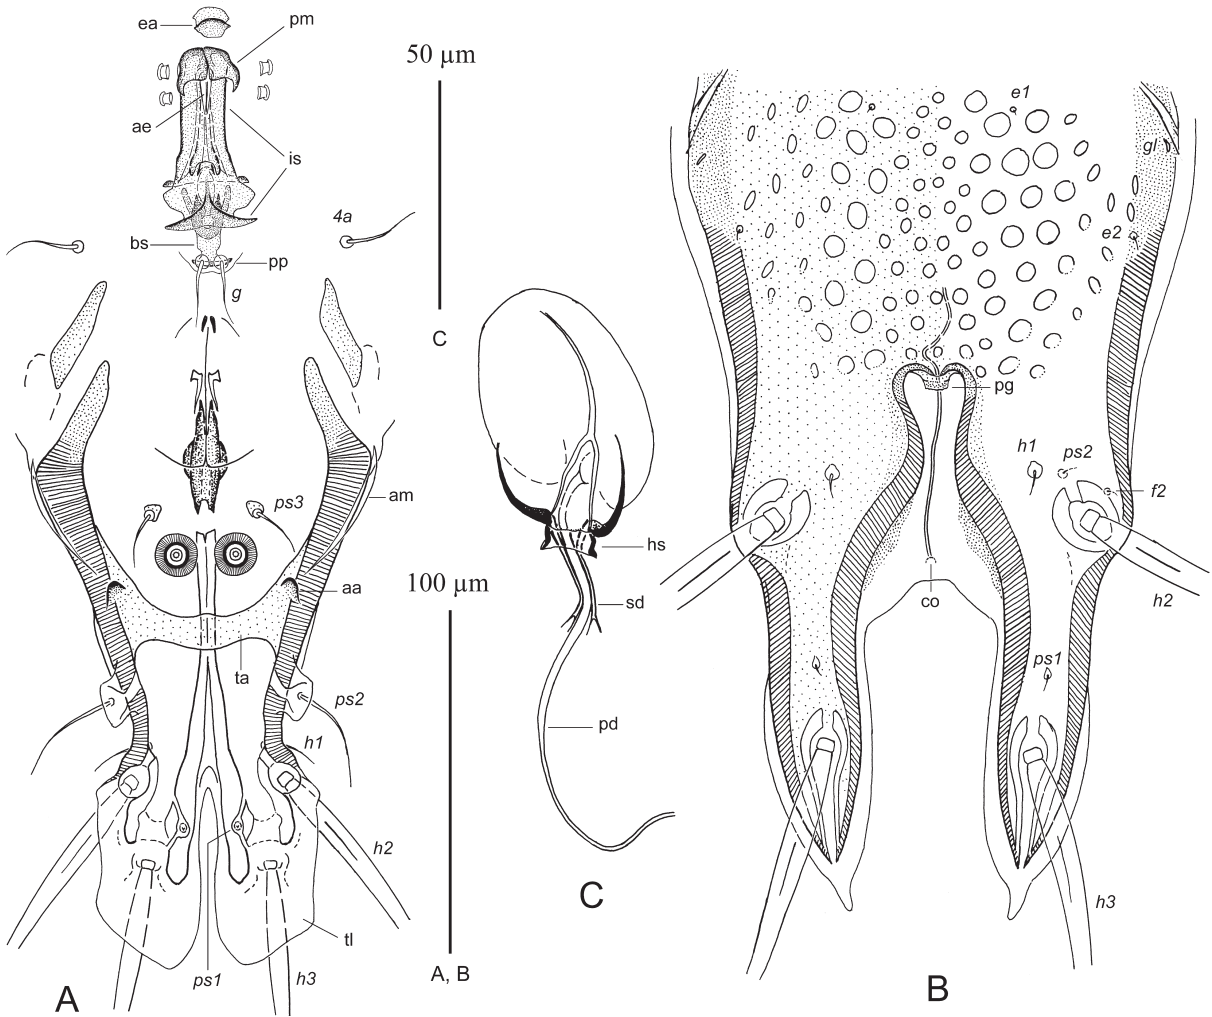 ea
pm
50 µm
ae
is
4a
bs
pp
g
C
ps3
am
100 µm
aa
ta
ps2
h1
h2
tl
ps1
h3
A
A, B
hs
sd
pd
C
e1
gl
e2
pg
h1
ps2
f2
co
h2
ps1
h3
B